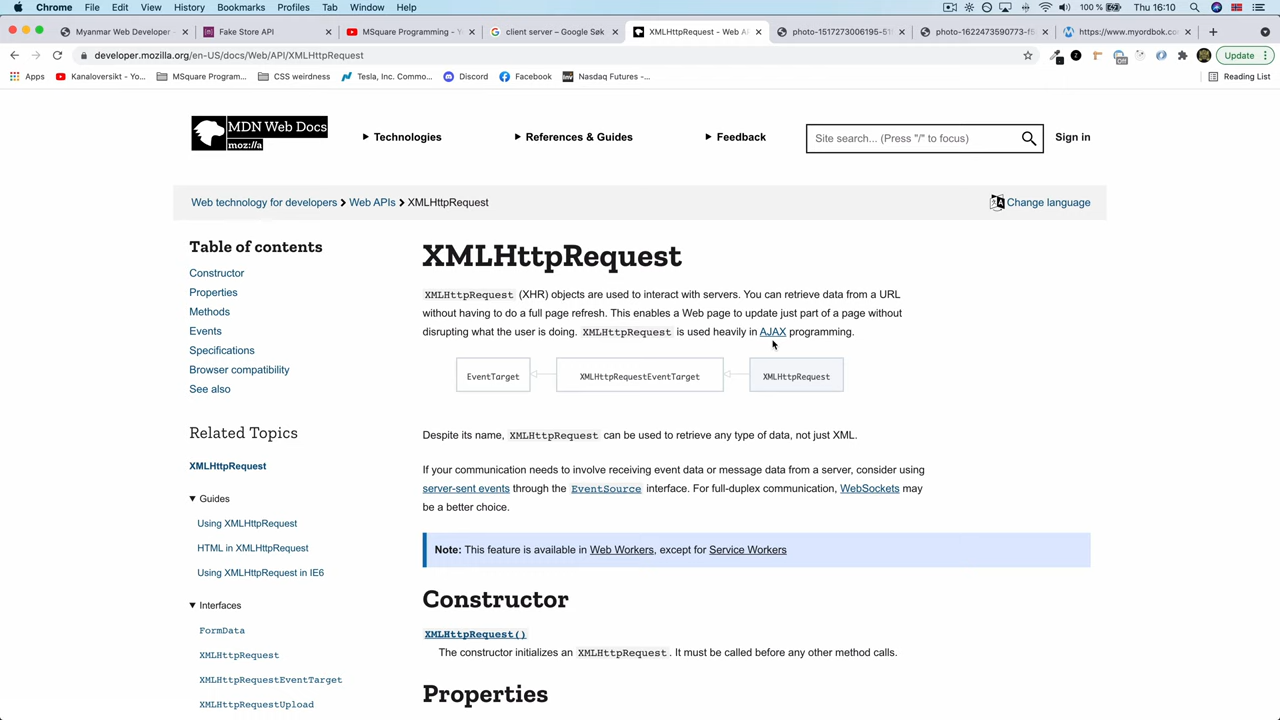 Chrome File Edit View History Bookmarks Profiles Tab Window Help 100 % Thu 16:10
Myanmar Web Developer - Fake Store API MSquare Programming - Y client server – Google Søk XMLHttpRequest - Web A photo-1517273006195-51 photo-1622473590773-f5 https://www.myordbok.com
developer.mozilla.org/en-US/docs/Web/API/XMLHttpRequest Update
Apps Kanaloversikt - Yo... MSquare Program... CSS weirdness Tesla, Inc. Commo... Discord Facebook Nasdaq Futures -... Reading List
MDN Web Docs
moz://a
Technologies References & Guides Feedback Site search... (Press "/" to focus) Sign in
Web technology for developers Web APIs XMLHttpRequest Change language
Table of contents
Constructor
Properties
Methods
Events
Specifications
Browser compatibility
See also
Related Topics
XMLHttpRequest
Guides
Using XMLHttpRequest
HTML in XMLHttpRequest
Using XMLHttpRequest in IE6
Interfaces
FormData
XMLHttpRequest
XMLHttpRequestEventTarget
XMLHttpRequestUpload
XMLHttpRequest
XMLHttpRequest (XHR) objects are used to interact with servers. You can retrieve data from a URL
without having to do a full page refresh. This enables a Web page to update just part of a page without
disrupting what the user is doing. XMLHttpRequest is used heavily in AJAX programming.
EventTarget XMLHttpRequestEventTarget XMLHttpRequest
Despite its name, XMLHttpRequest can be used to retrieve any type of data, not just XML.
If your communication needs to involve receiving event data or message data from a server, consider using
server-sent events through the EventSource interface. For full-duplex communication, WebSockets may
be a better choice.
Note: This feature is available in Web Workers, except for Service Workers
Constructor
XMLHttpRequest()
The constructor initializes an XMLHttpRequest. It must be called before any other method calls.
Properties